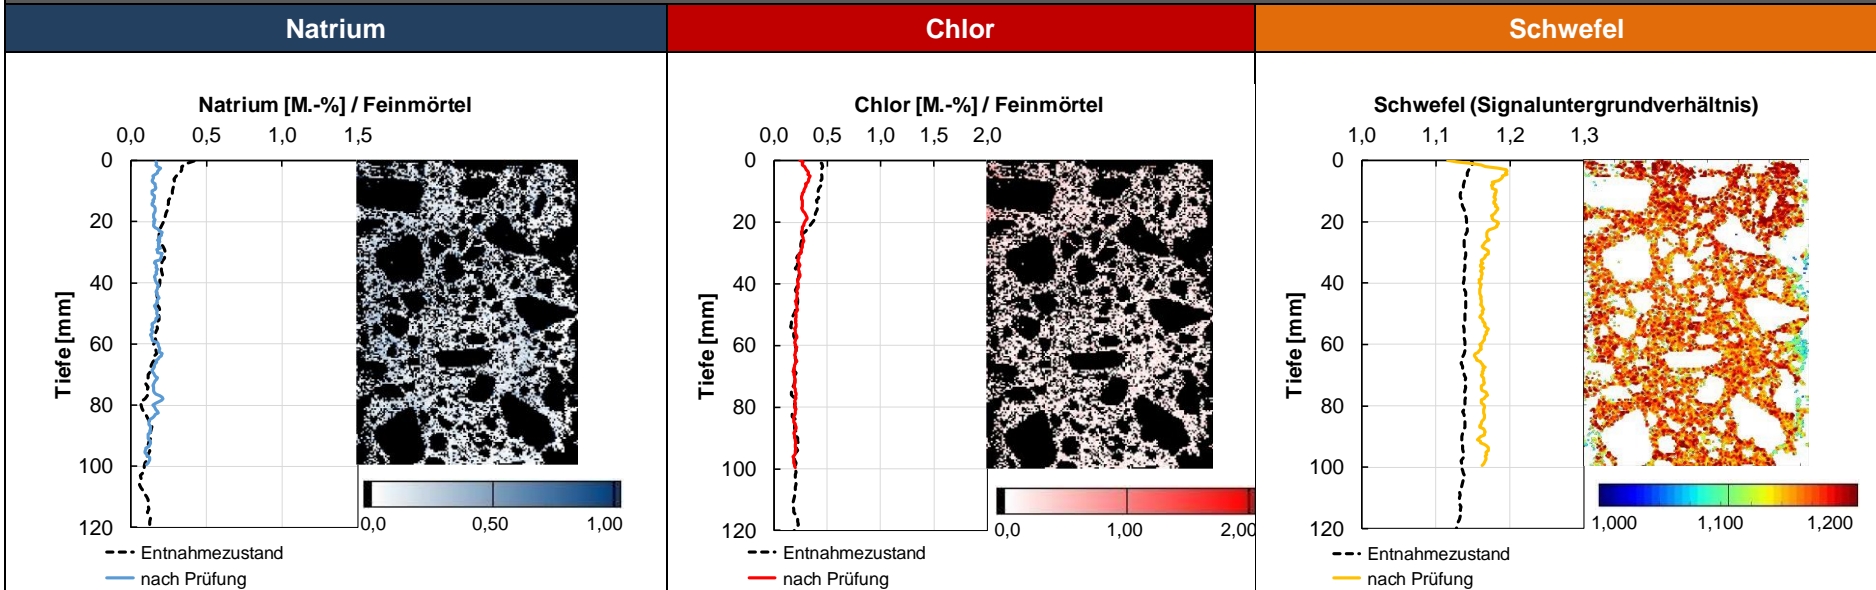 Natrium
Chlor
Schwefel
Natrium [M.-%] / Feinmörtel
0,0 0,5 1,0 1,5
Tiefe [mm]
0
20
40
60
80
100
120
0,0 0,50 1,00
Entnahmezustand
nach Prüfung
Chlor [M.-%] / Feinmörtel
0,0 0,5 1,0 1,5 2,0
Tiefe [mm]
0
20
40
60
80
100
120
0,0 1,00 2,00
Entnahmezustand
nach Prüfung
Schwefel (Signaluntergrundverhältnis)
1,0 1,1 1,2 1,3
Tiefe [mm]
0
20
40
60
80
100
120
1,000 1,100 1,200
Entnahmezustand
nach Prüfung